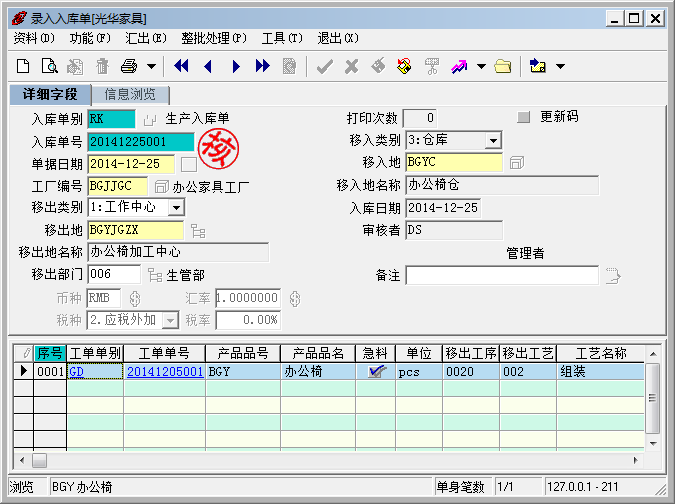 录入入库单[光华家具]
资料(D) 功能(F) 汇出(E) 整批处理(P) 工具(T) 退出(X)
详细字段 信息浏览
入库单别 RK 生产入库单 打印次数 0 更新码
入库单号 20141225001 核 移入类别 3:仓库
单据日期 2014-12-25 移入地 BGYC
工厂编号 BGJJGC 办公家具工厂 移入地名称 办公椅仓
移出类别 1:工作中心 入库日期 2014-12-25
移出地 BGYJGZX 审核者 DS
移出地名称 办公椅加工中心 管理者
移出部门 006 生管部 备注
币种 RMB 汇率 1.0000000
税种 2.应税外加 税率 0.00%
序号 工单单别 工单单号 产品品号 产品品名 急料 单位 移出工序 移出工艺 工艺名称
0001 GD 20141205001 BGY 办公椅 pcs 0020 002 组装
浏览 BGY办公椅 单身笔数 1/1 127.0.0.1 - 211